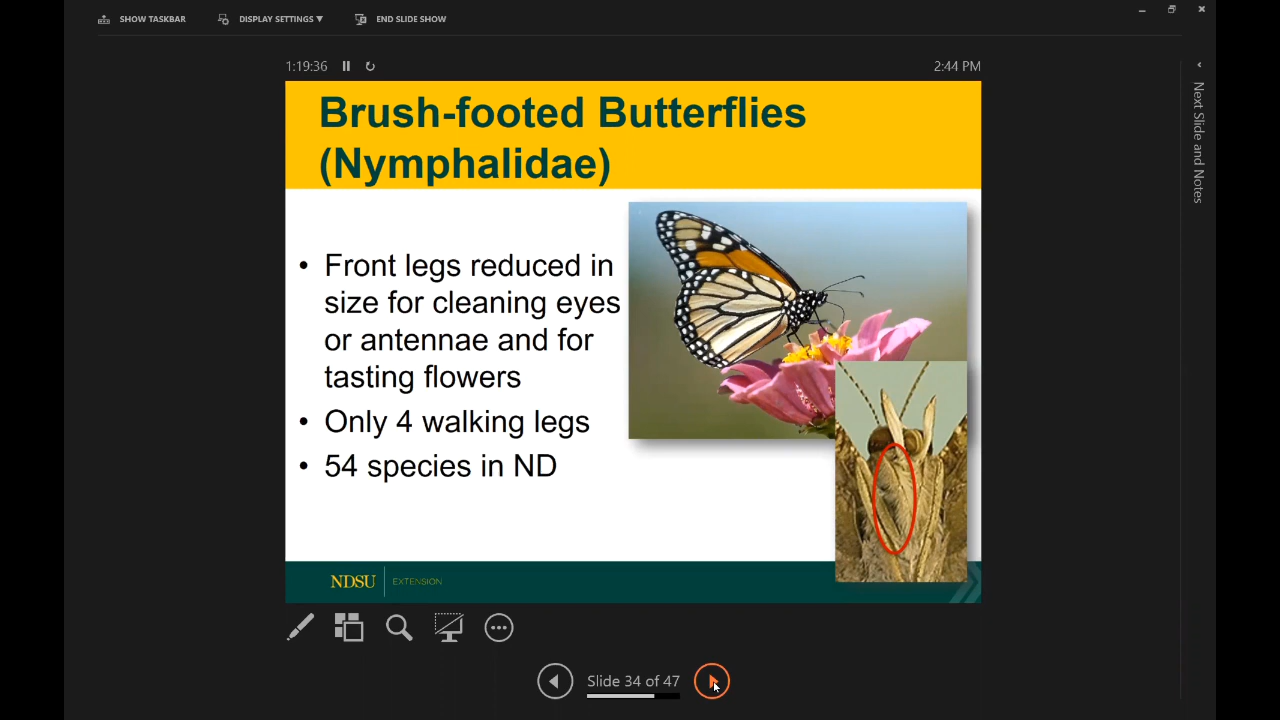 SHOW TASKBAR DISPLAY SETTINGS ▼ END SLIDE SHOW
1:19:36 2:44 PM
Brush-footed Butterflies
(Nymphalidae)
• Front legs reduced in
size for cleaning eyes
or antennae and for
tasting flowers
• Only 4 walking legs
• 54 species in ND
NDSU EXTENSION
Slide 34 of 47
Next Slide and Notes